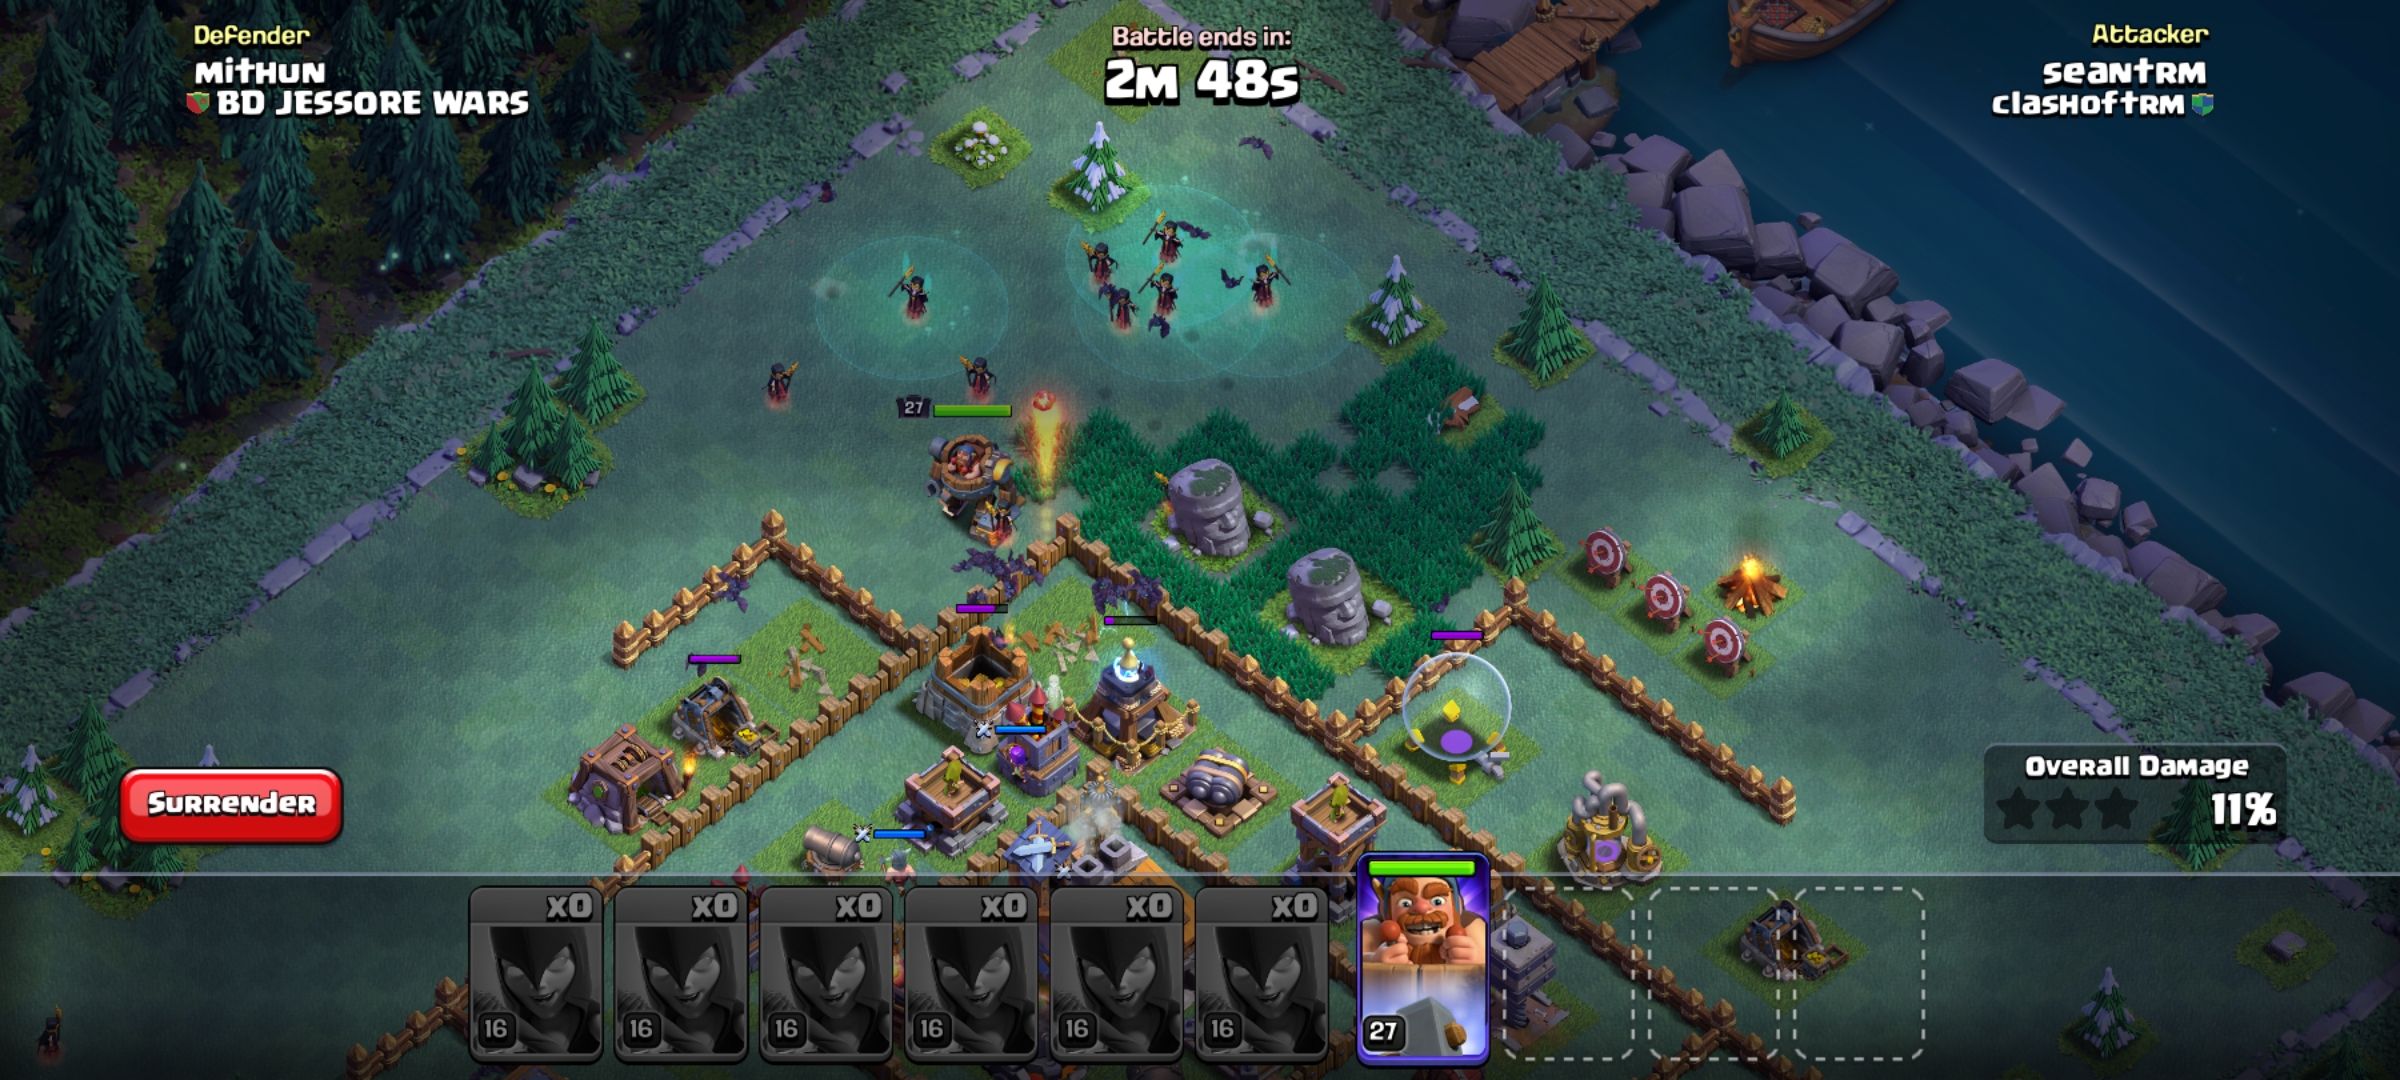 Defender
MiTHUN
BD JESSORE WARS
Battle ends in:
2M 48s
Attacker
seantRM
clashoftRM
27
Surrender
Overall Damage
11%
x0
x0
x0
x0
x0
x0
16
16
16
16
16
16
27